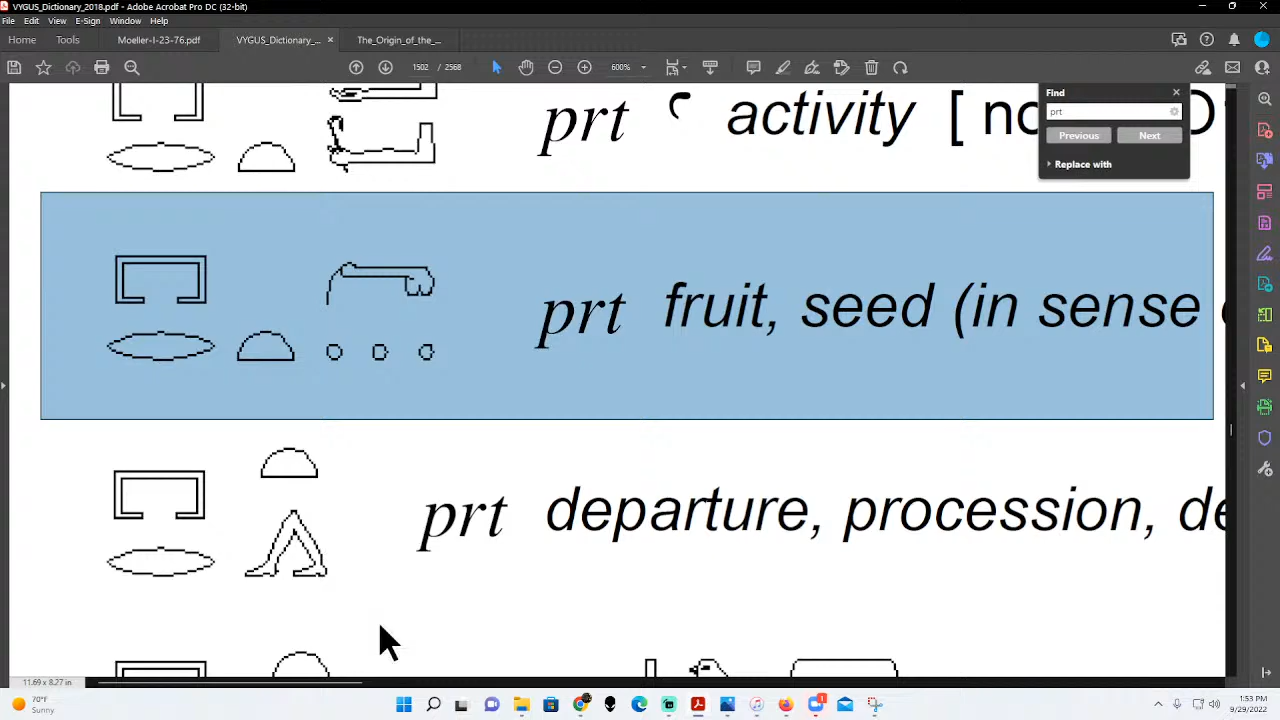 VYGUS_Dictionary_2018.pdf - Adobe Acrobat Pro DC (32-bit)
File Edit View E-Sign Window Help
Home Tools Moeller-I-23-76.pdf VYGUS_Dictionary_... × The_Origin_of_the_...
1502 / 2568 600%
Find
prt
Previous Next
Replace with
prt ʿ activity [ no
prt fruit, seed (in sense
prt departure, procession, de
11.69 x 8.27 in
70°F
Sunny
1:53 PM
9/29/2022